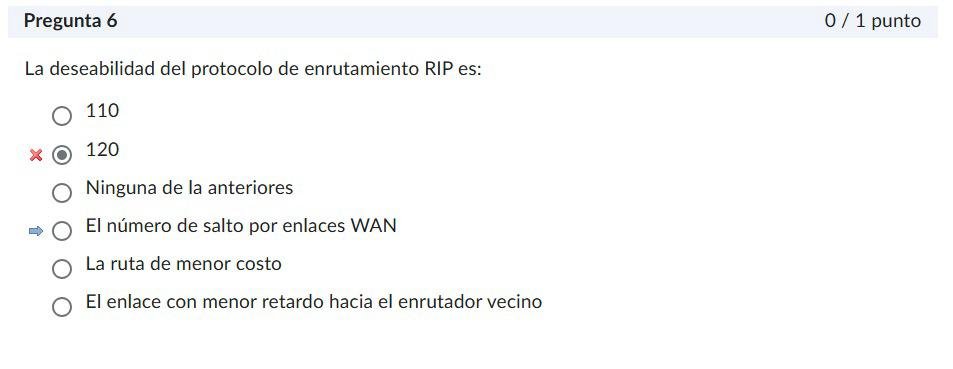 Pregunta 6
0 / 1 punto
La deseabilidad del protocolo de enrutamiento RIP es:
110
120
Ninguna de la anteriores
El número de salto por enlaces WAN
La ruta de menor costo
El enlace con menor retardo hacia el enrutador vecino